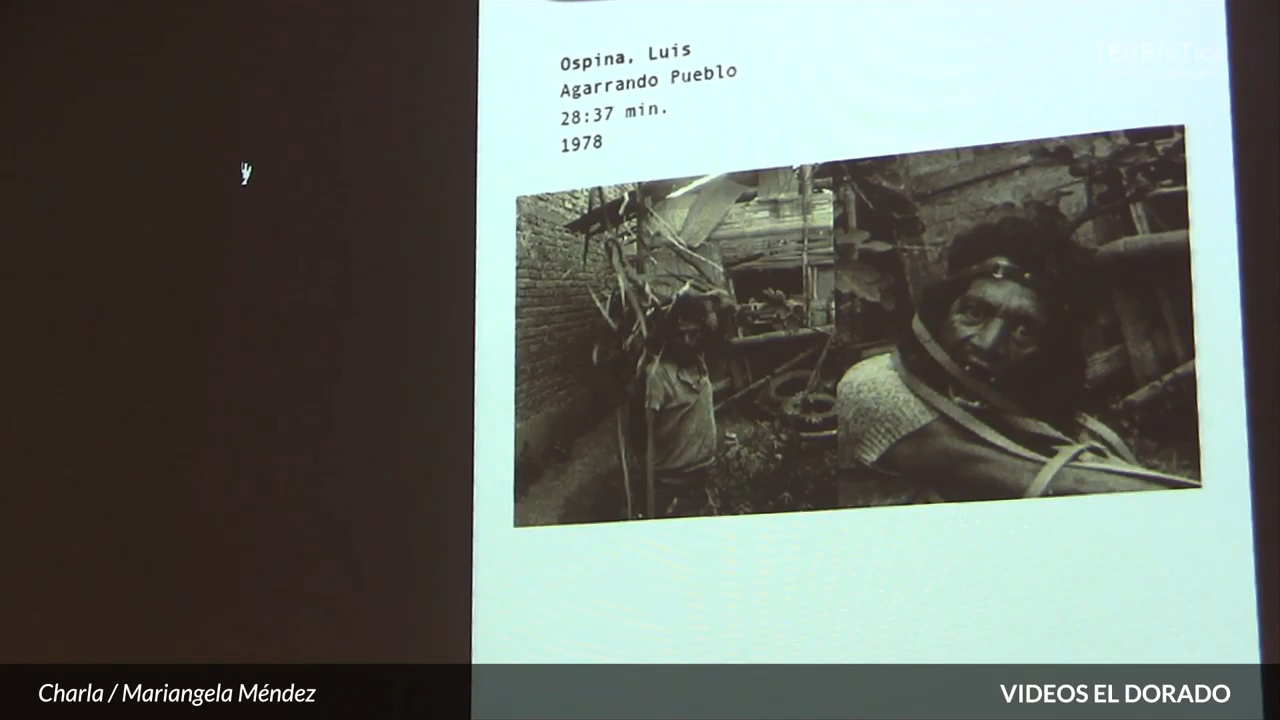 Ospina, Luis
Agarrando Pueblo
28:37 min.
1978
Charla / Mariangela Méndez
VIDEOS EL DORADO